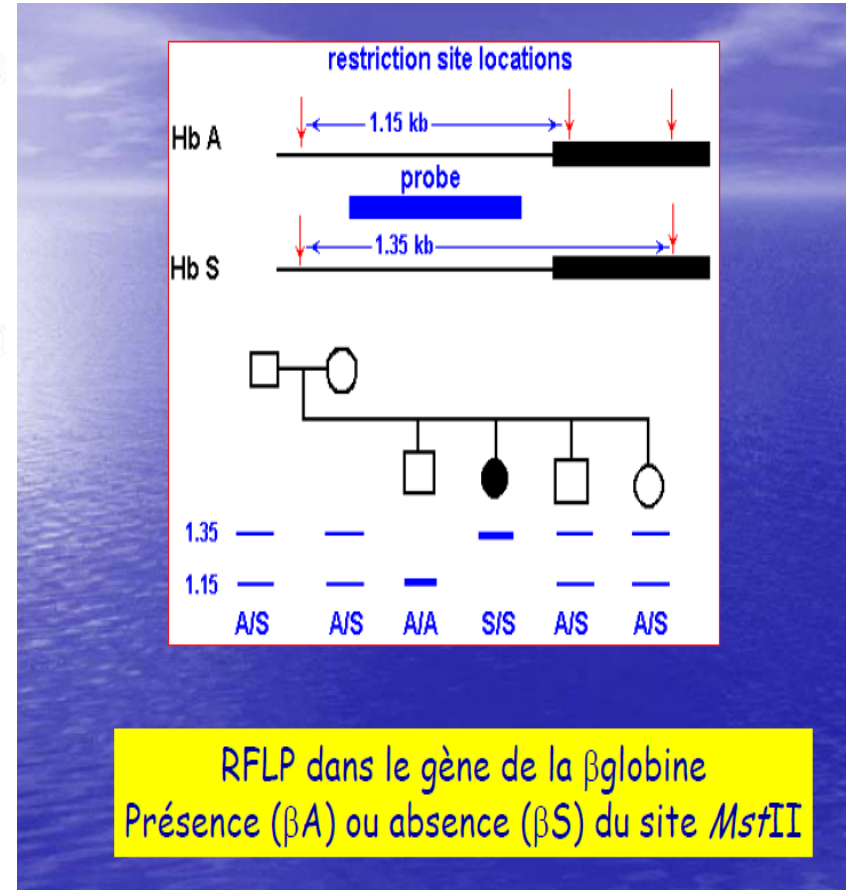 restriction site locations
Hb A
1.15 kb
probe
1.35 kb
Hb S
1.35
1.15
A/S A/S A/A S/S A/S A/S
RFLP dans le gène de la βglobine
Présence (βA) ou absence (βS) du site MstII